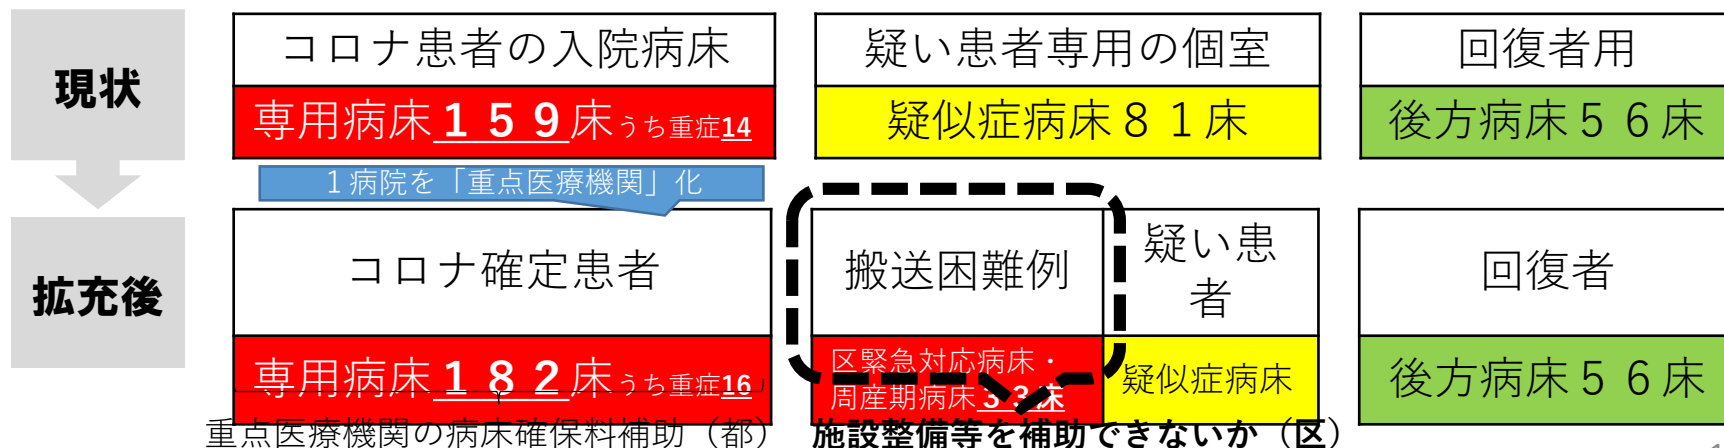 現状
コロナ患者の入院病床
疑い患者専用の個室
回復者用
専用病床１５９床うち重症14
疑似症病床８１床
後方病床５６床
１病院を「重点医療機関」化
拡充後
コロナ確定患者
搬送困難例
疑い患
者
回復者
専用病床１８２床うち重症16
区緊急対応病床・
周産期病床３３床
疑似症病床
後方病床５６床
重点医療機関の病床確保料補助（都）
施設整備等を補助できないか（区）